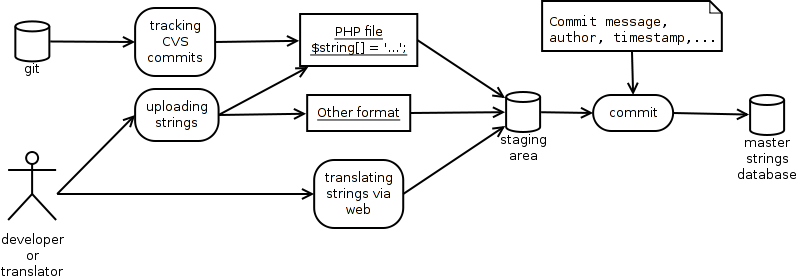 git
tracking
CVS
commits
PHP file
$string[] = '...';
Commit message,
author, timestamp,...
uploading
strings
Other format
staging
area
commit
master
strings
database
translating
strings via
web
developer
or
translator